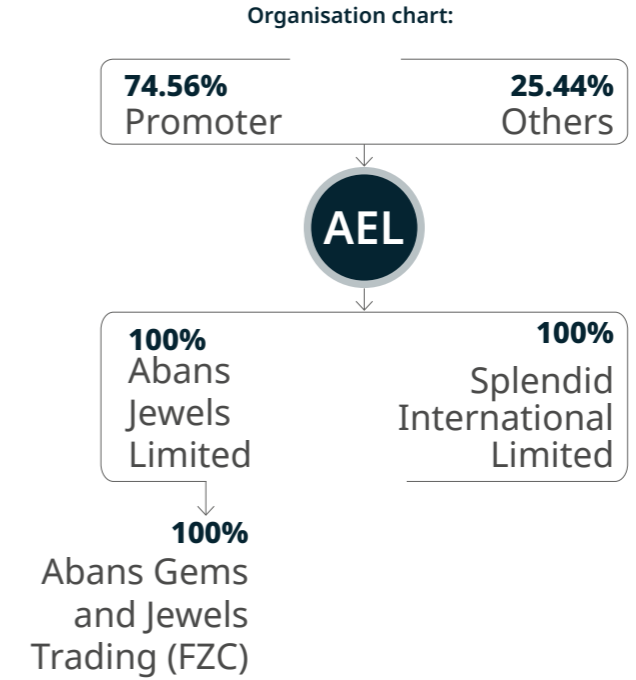 Organisation chart:
74.56%
Promoter
25.44%
Others
AEL
100%
Abans
Jewels
Limited
100%
Splendid
International
Limited
100%
Abans Gems
and Jewels
Trading (FZC)